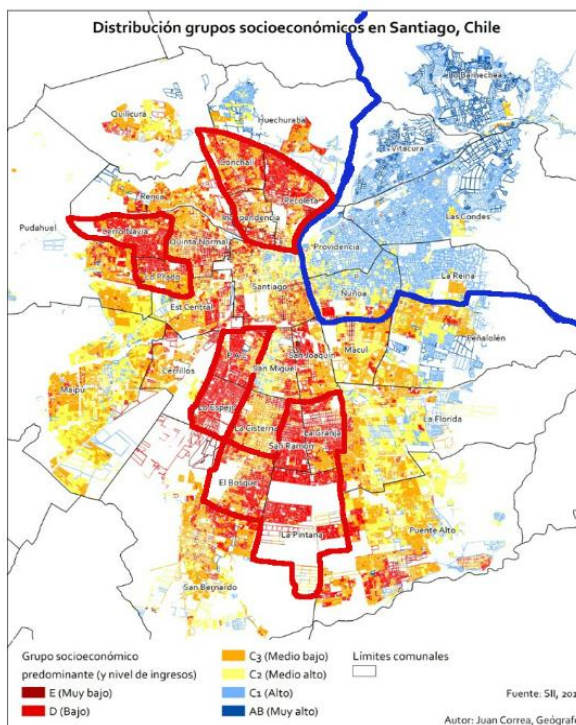 Distribución grupos socioeconómicos en Santiago, Chile
Lo Barnechea
Quilicura
Huechuraba
Vitacura
Conchalí
Renca
Recoleta
Las Condes
Pudahuel
Cerro Navia
Independencia
Quinta Normal
Providencia
La Reina
Lo Prado
Santiago
Ñuñoa
Est Central
Peñalolén
Macul
San Joaquín
P A C
Cerrillos
San Miguel
Maipú
Lo Espejo
La Florida
La Cisterna
La Granja
San Ramón
El Bosque
La Pintana
Puente Alto
San Bernardo
Grupo socioeconómico
predominante (y nivel de ingresos)
E (Muy bajo)
D (Bajo)
C3 (Medio bajo)
C2 (Medio alto)
C1 (Alto)
AB (Muy alto)
Límites comunales
Fuente: SII, 201
Autor: Juan Correa, Geógraf